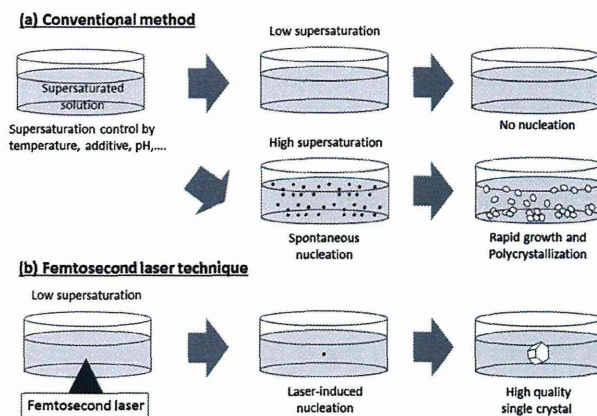 (a) Conventional method
Low supersaturation
Supersaturated
solution
Supersaturation control by
temperature, additive, pH,....
No nucleation
High supersaturation
Spontaneous
nucleation
Rapid growth and
Polycrystallization
(b) Femtosecond laser technique
Low supersaturation
Femtosecond laser
Laser-induced
nucleation
High quality
single crystal